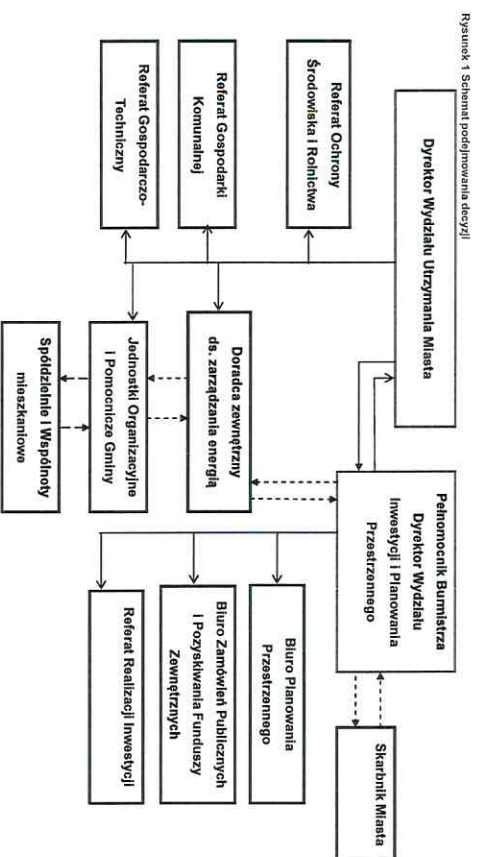 Rysunek 1 Schemat podejmowania decyzji
Dyrektor Wydziału Utrzymania Miasta
Pełnomocnik Burmistrza
Dyrektor Wydziału
Inwestycji i Planowania
Przestrzennego
Skarbnik Miasta
Referat Ochrony
Środowiska i Rolnictwa
Referat Gospodarki
Komunalnej
Referat Gospodarczo-
Techniczny
Doradca zewnętrzny
ds. zarządzania energią
Jednostki Organizacyjne
i Pomocnicze Gminy
Spółdzielnie i Wspólnoty
mieszkaniowe
Biuro Planowania
Przestrzennego
Biuro Zamówień Publicznych
i Pozyskiwania Funduszy
Zewnętrznych
Referat Realizacji Inwestycji